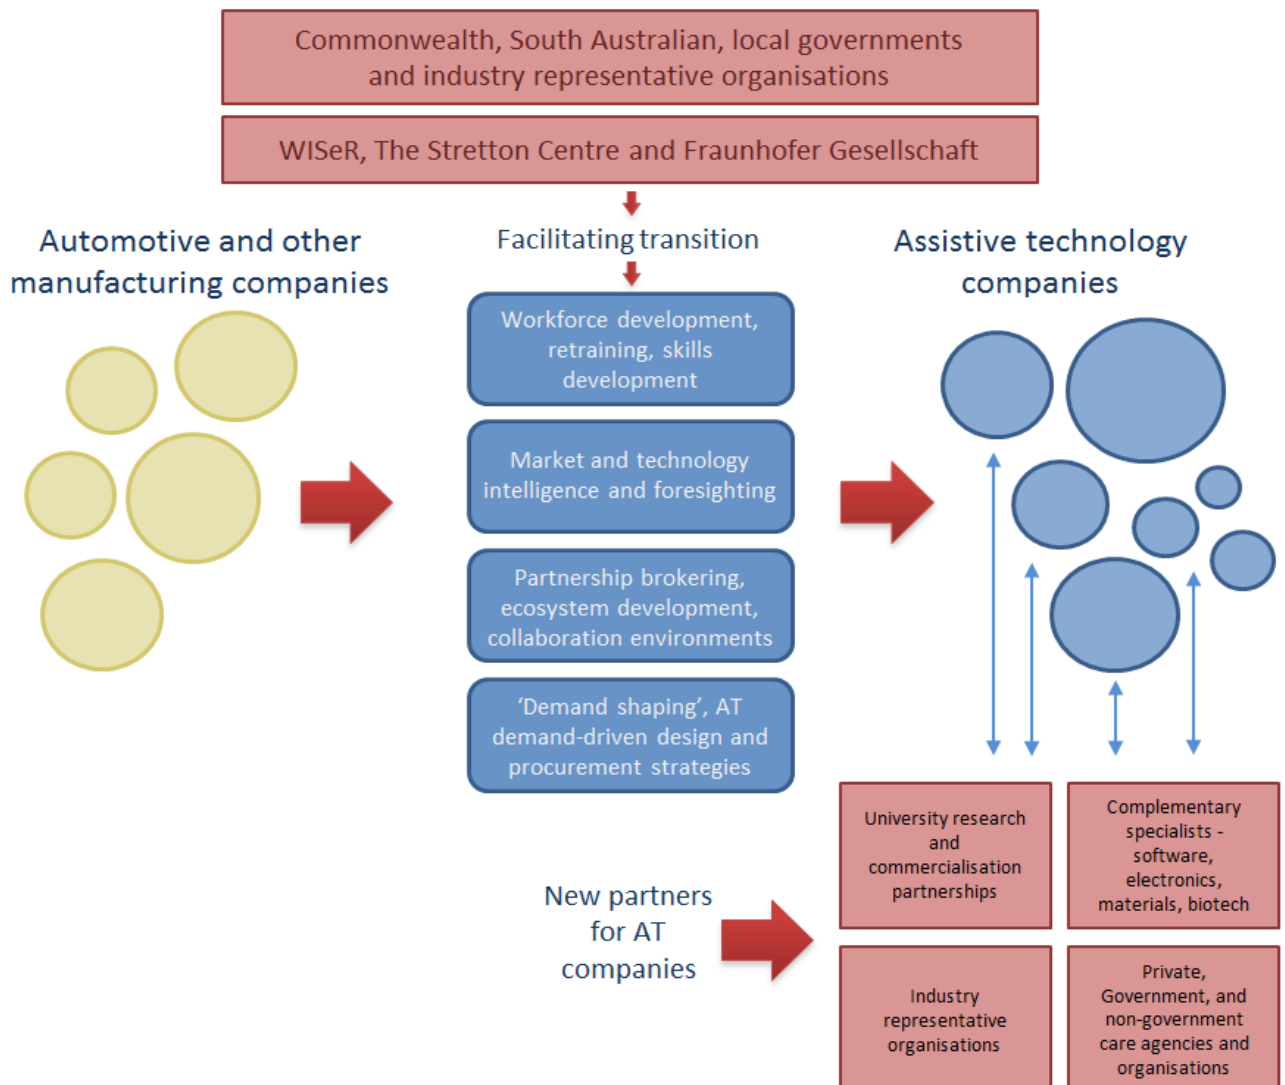 Commonwealth, South Australian, local governments
and industry representative organisations
WISeR, The Stretton Centre and Fraunhofer Gesellschaft
Automotive and other
manufacturing companies
Facilitating transition
Assistive technology
companies
Workforce development,
retraining, skills
development
Market and technology
intelligence and foresighting
Partnership brokering,
ecosystem development,
collaboration environments
‘Demand shaping’, AT
demand-driven design and
procurement strategies
New partners
for AT
companies
University research
and
commercialisation
partnerships
Complementary
specialists -
software,
electronics,
materials, biotech
Industry
representative
organisations
Private,
Government, and
non-government
care agencies and
organisations